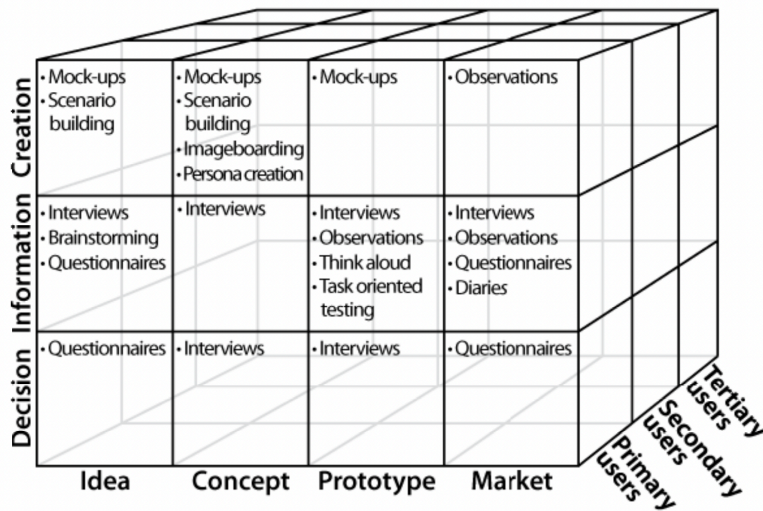 Creation
• Mock-ups
• Scenario
building
• Mock-ups
• Scenario
building
• Imageboarding
• Persona creation
• Mock-ups
• Observations
Information
• Interviews
• Brainstorming
• Questionnaires
• Interviews
• Interviews
• Observations
• Think aloud
• Task oriented
testing
• Interviews
• Observations
• Questionnaires
• Diaries
Decision
• Questionnaires
• Interviews
• Interviews
• Questionnaires
Idea
Concept
Prototype
Market
Primary
users
Secondary
users
Tertiary
users